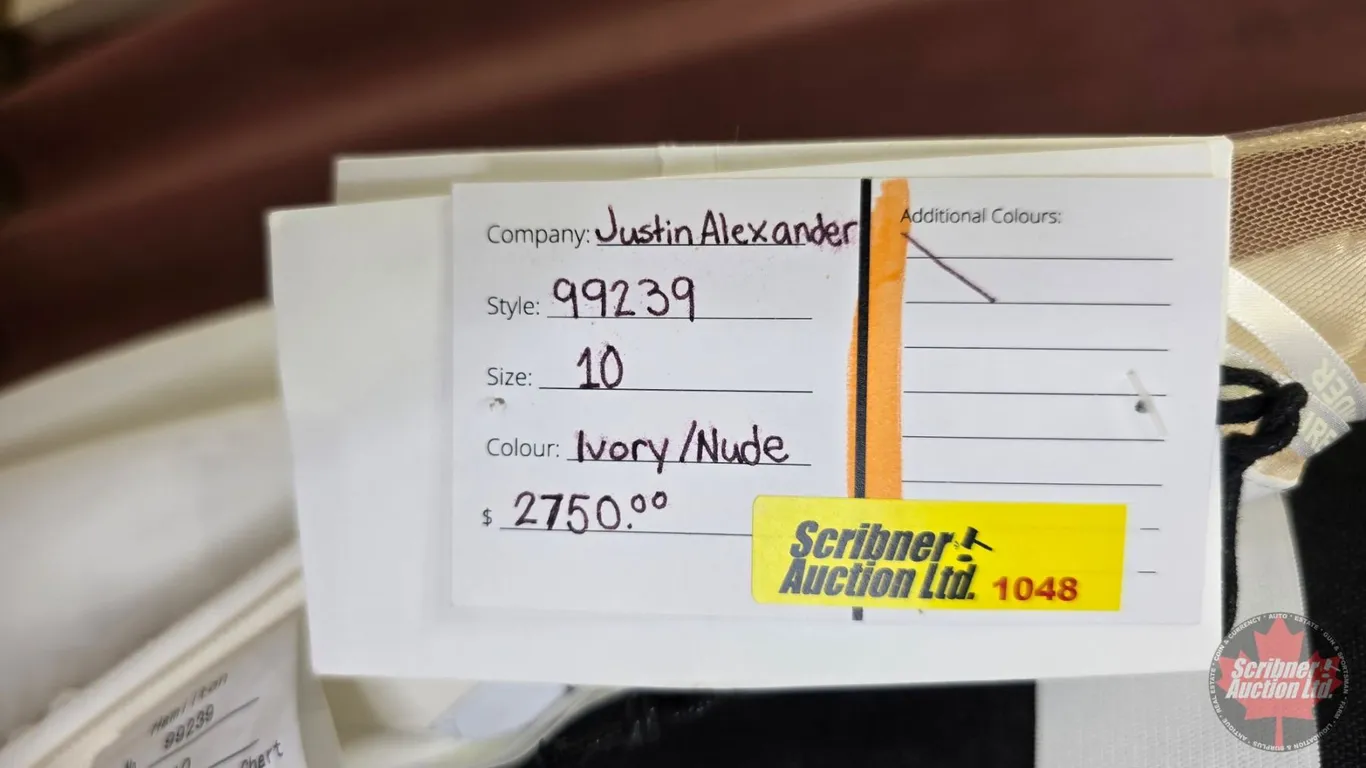 Company: Justin Alexander
Style: 99239
Size: 10
Colour: Ivory/Nude
$ 2750.00
Additional Colours:
Scribner
Auction Ltd. 1048
Hamilton
99239
Scribner
Auction Ltd.